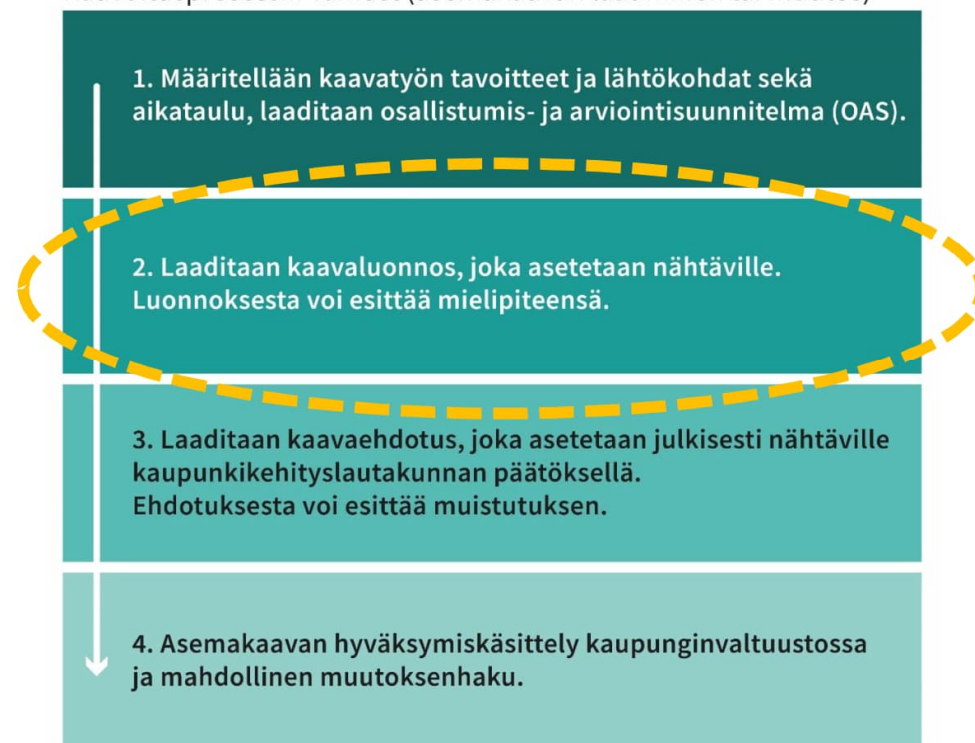 1. Määritellään kaavatyön tavoitteet ja lähtökohdat sekä
aikataulu, laaditaan osallistumis- ja arviointisuunnitelma (OAS).
2. Laaditaan kaavaluonnos, joka asetetaan nähtäville.
Luonnoksesta voi esittää mielipiteensä.
3. Laaditaan kaavaehdotus, joka asetetaan julkisesti nähtäville
kaupunkikehityslautakunnan päätöksellä.
Ehdotuksesta voi esittää muistutuksen.
4. Asemakaavan hyväksymiskäsittely kaupunginvaltuustossa
ja mahdollinen muutoksenhaku.